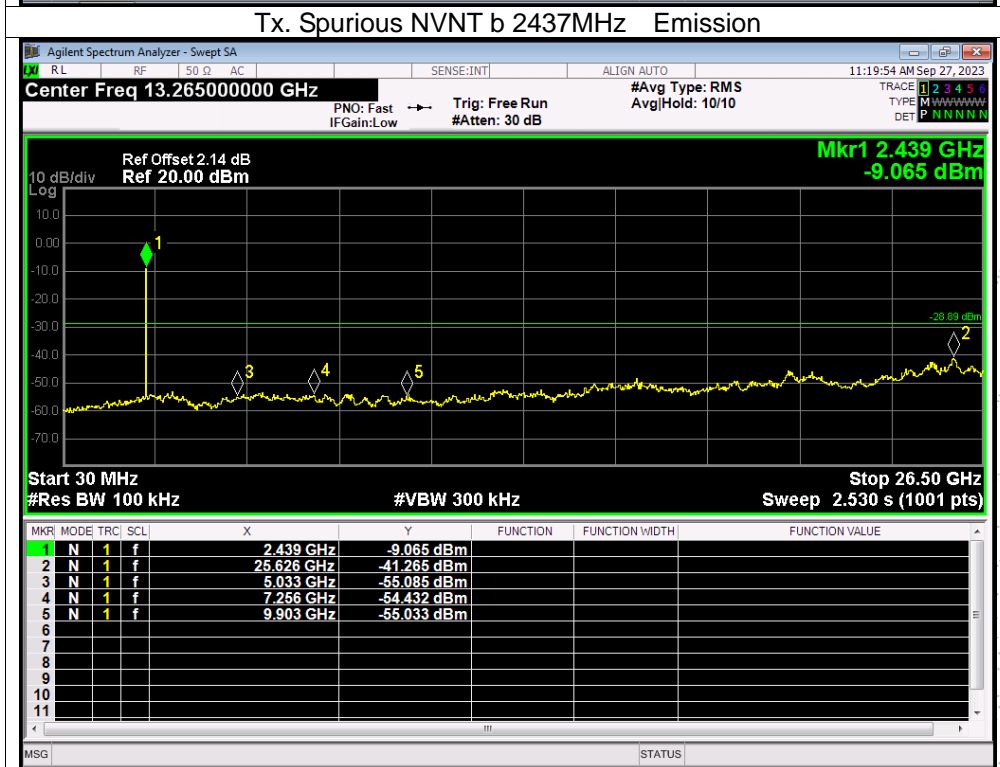 Tx. Spurious NVNT b 2437MHz Emission
Agilent Spectrum Analyzer - Swept SA
LXI RL RF 50 Ω AC SENSE:INT ALIGN AUTO 11:19:54 AM Sep 27, 2023
Center Freq 13.265000000 GHz #Avg Type: RMS TRACE 1 2 3 4 5 6
PNO: Fast Trig: Free Run Avg|Hold: 10/10 TYPE M WWWWW
IFGain:Low #Atten: 30 dB DET P N N N N N
Mkr1 2.439 GHz
Ref Offset 2.14 dB
10 dB/div Ref 20.00 dBm -9.065 dBm
Log
10.0
0.00
1
-10.0
-20.0
-28.89 dBm
-30.0
2
-40.0
3 4 5
-50.0
-60.0
-70.0
Start 30 MHz Stop 26.50 GHz
#Res BW 100 kHz #VBW 300 kHz Sweep 2.530 s (1001 pts)
MKR MODE TRC SCL X Y FUNCTION FUNCTION WIDTH FUNCTION VALUE
1 N 1 f 2.439 GHz -9.065 dBm
2 N 1 f 25.626 GHz -41.265 dBm
3 N 1 f 5.033 GHz -55.085 dBm
4 N 1 f 7.256 GHz -54.432 dBm
5 N 1 f 9.903 GHz -55.033 dBm
6
7
8
9
10
11
MSG STATUS